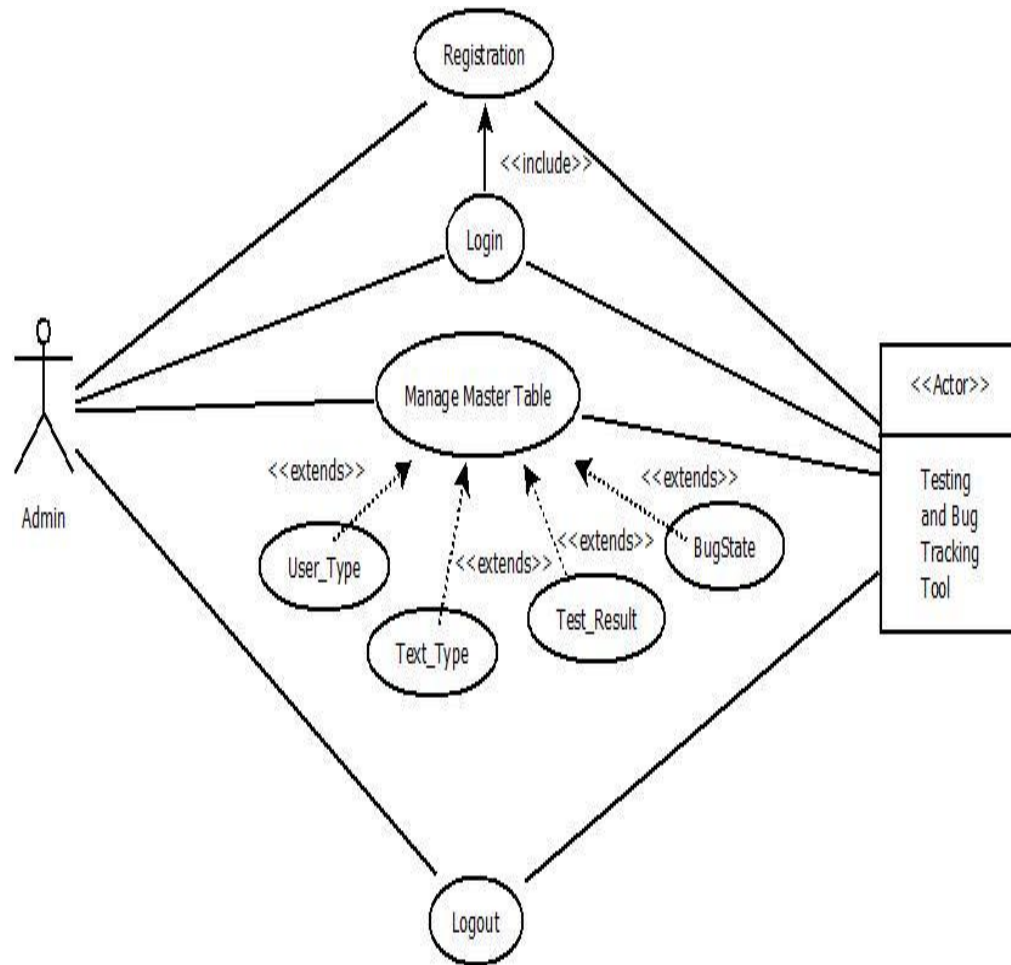 Registration
<<include>>
Login
Manage Master Table
<<Actor>>
<<extends>>
<<extends>>
Admin
Testing
and Bug
Tracking
Tool
User_Type
<<extends>>
<<extends>>
BugState
Text_Type
Test_Result
Logout